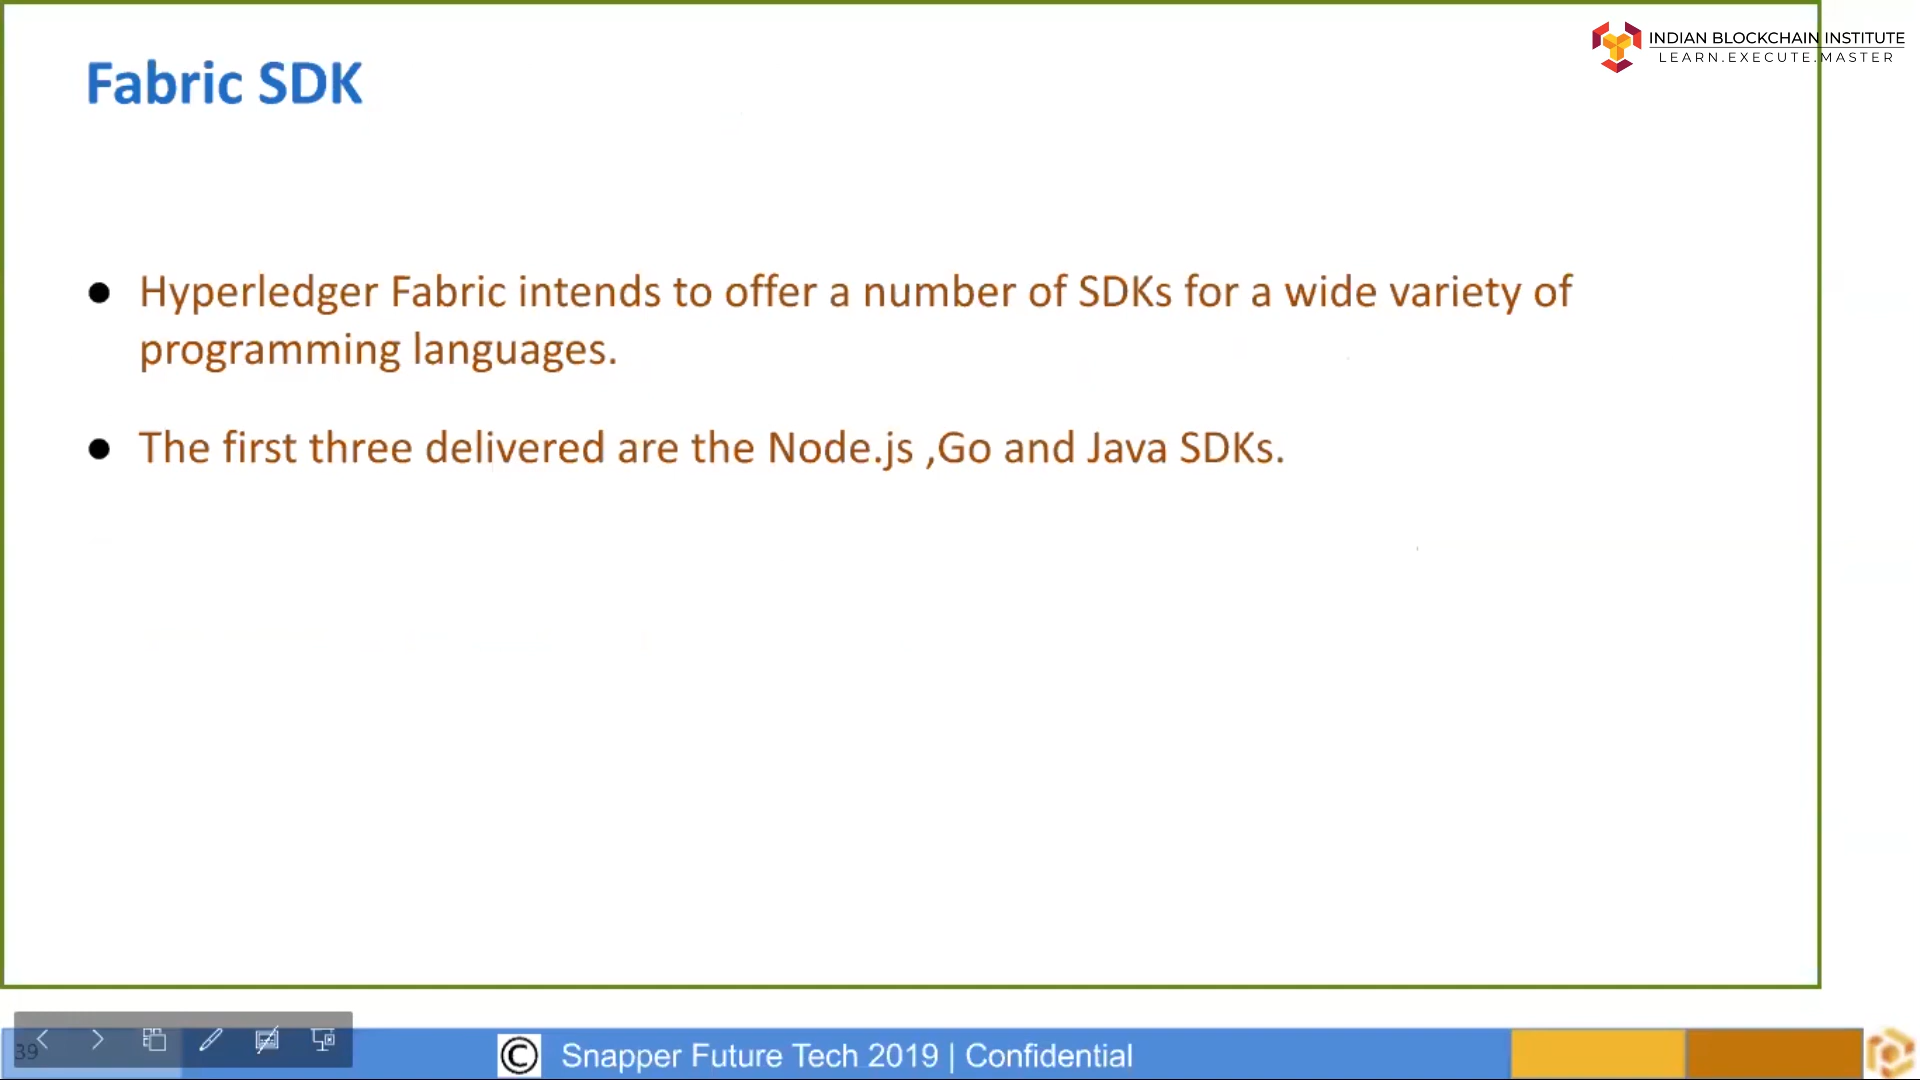 INDIAN BLOCKCHAIN INSTITUTE
LEARN.EXECUTE.MASTER
Fabric SDK
● Hyperledger Fabric intends to offer a number of SDKs for a wide variety of
programming languages.
● The first three delivered are the Node.js ,Go and Java SDKs.
39
© Snapper Future Tech 2019 | Confidential